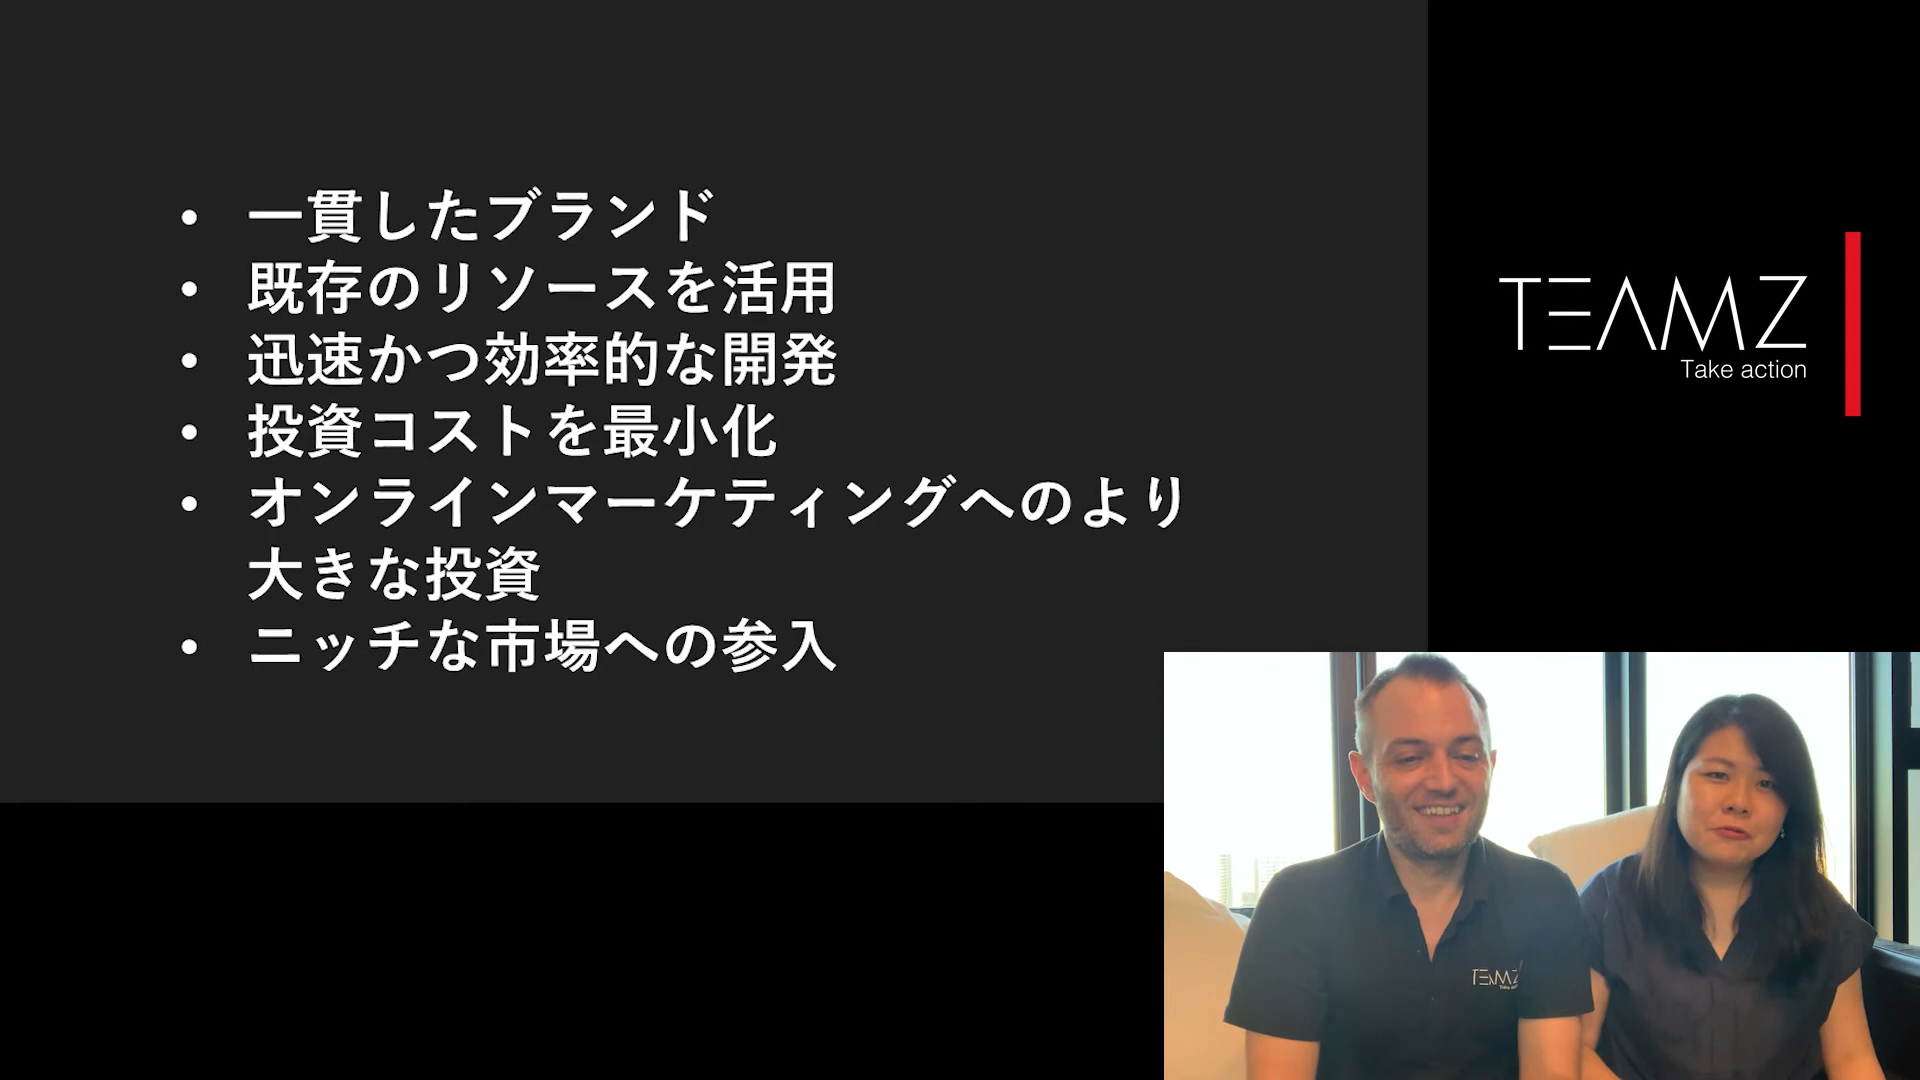 • 一貫したブランド
• 既存のリソースを活用
• 迅速かつ効率的な開発
• 投資コストを最小化
• オンラインマーケティングへのより
大きな投資
• ニッチな市場への参入
TEAMZ
Take action
TEAMZ